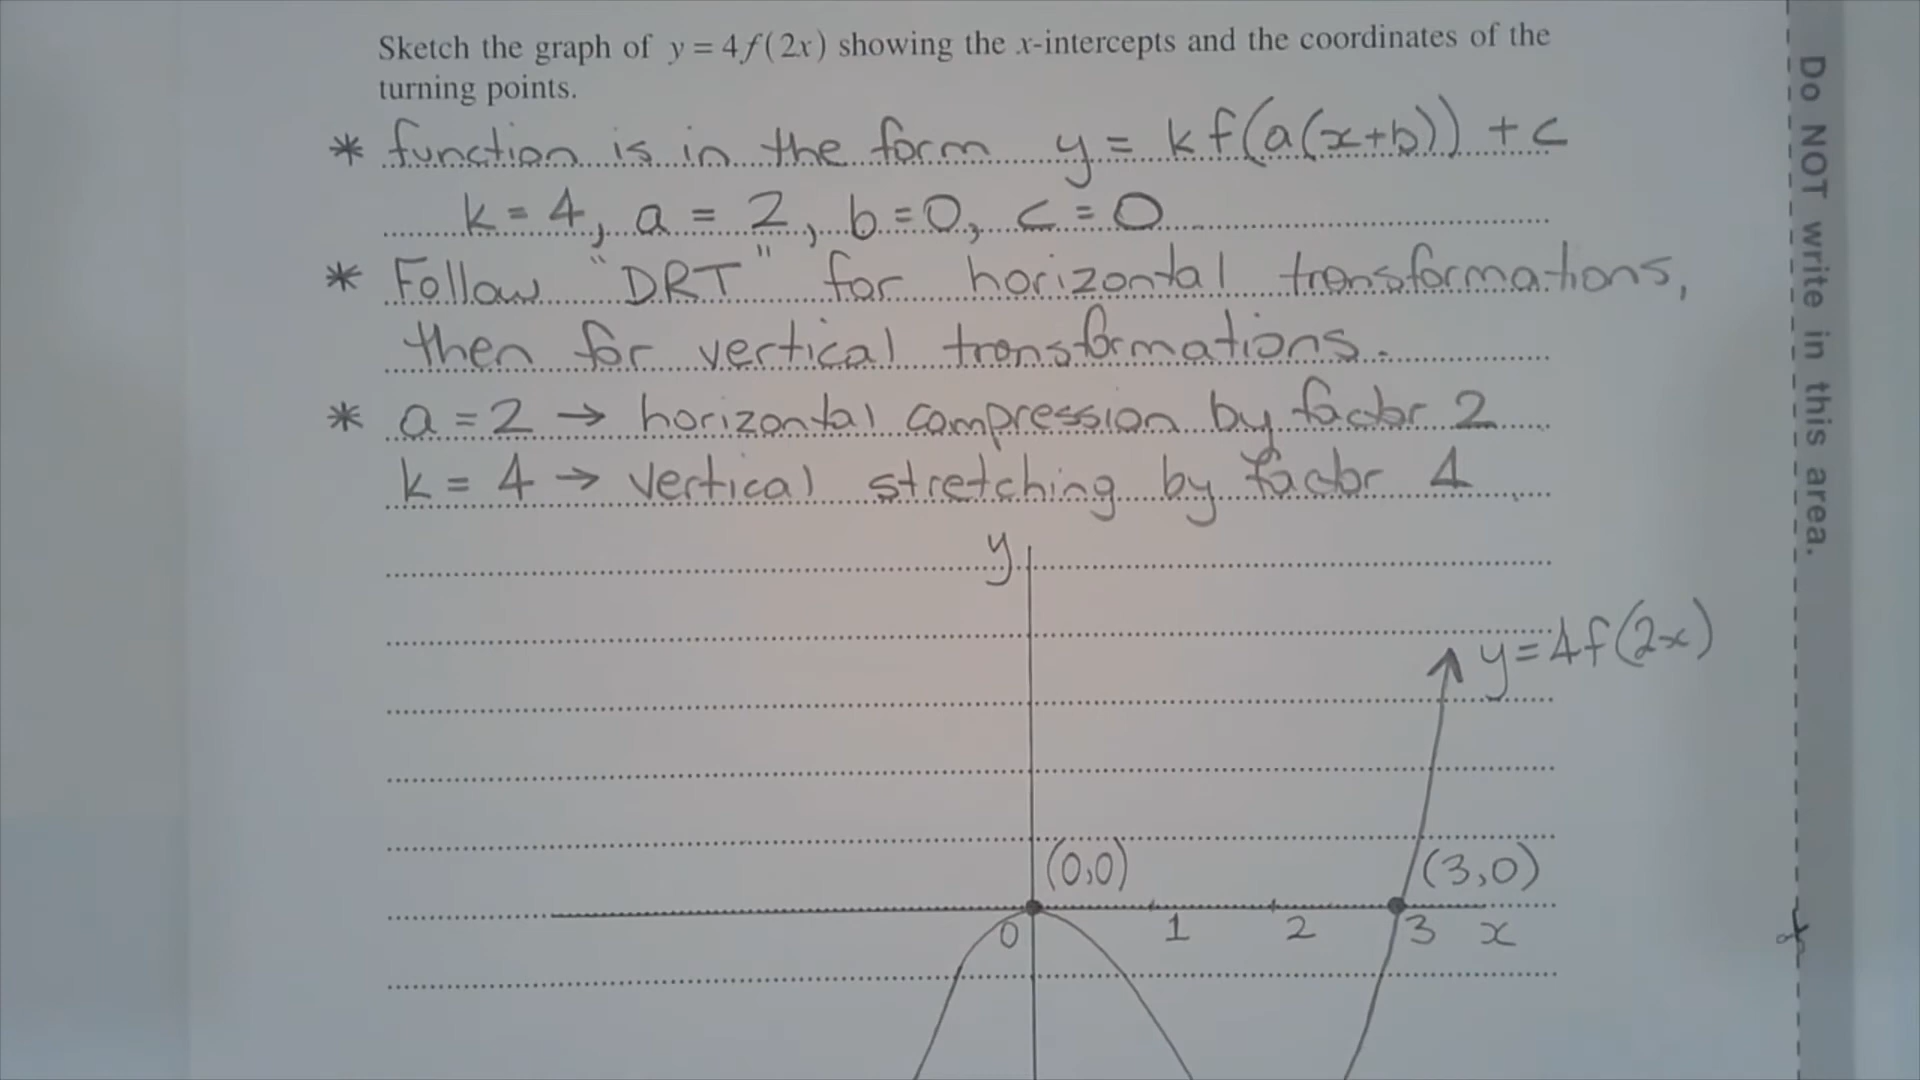 Sketch the graph of y = 4f(2x) showing the x-intercepts and the coordinates of the
turning points.
* function is in the form y = kf(a(x+b)) + c
k = 4, a = 2, b = 0, c = 0
* Follow "DRT" for horizontal transformations,
then for vertical transformations.
* a = 2 → horizontal compression by factor 2
k = 4 → vertical stretching by factor 4
y
y = 4f(2x)
(0,0)
(3,0)
0 1 2 3 x
Do NOT write in this area.